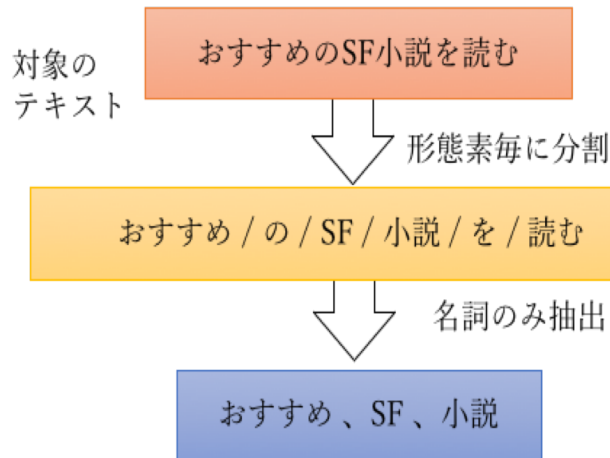 対象の
テキスト
おすすめのSF小説を読む
形態素毎に分割
おすすめ / の / SF / 小説 / を / 読む
名詞のみ抽出
おすすめ 、SF 、小説